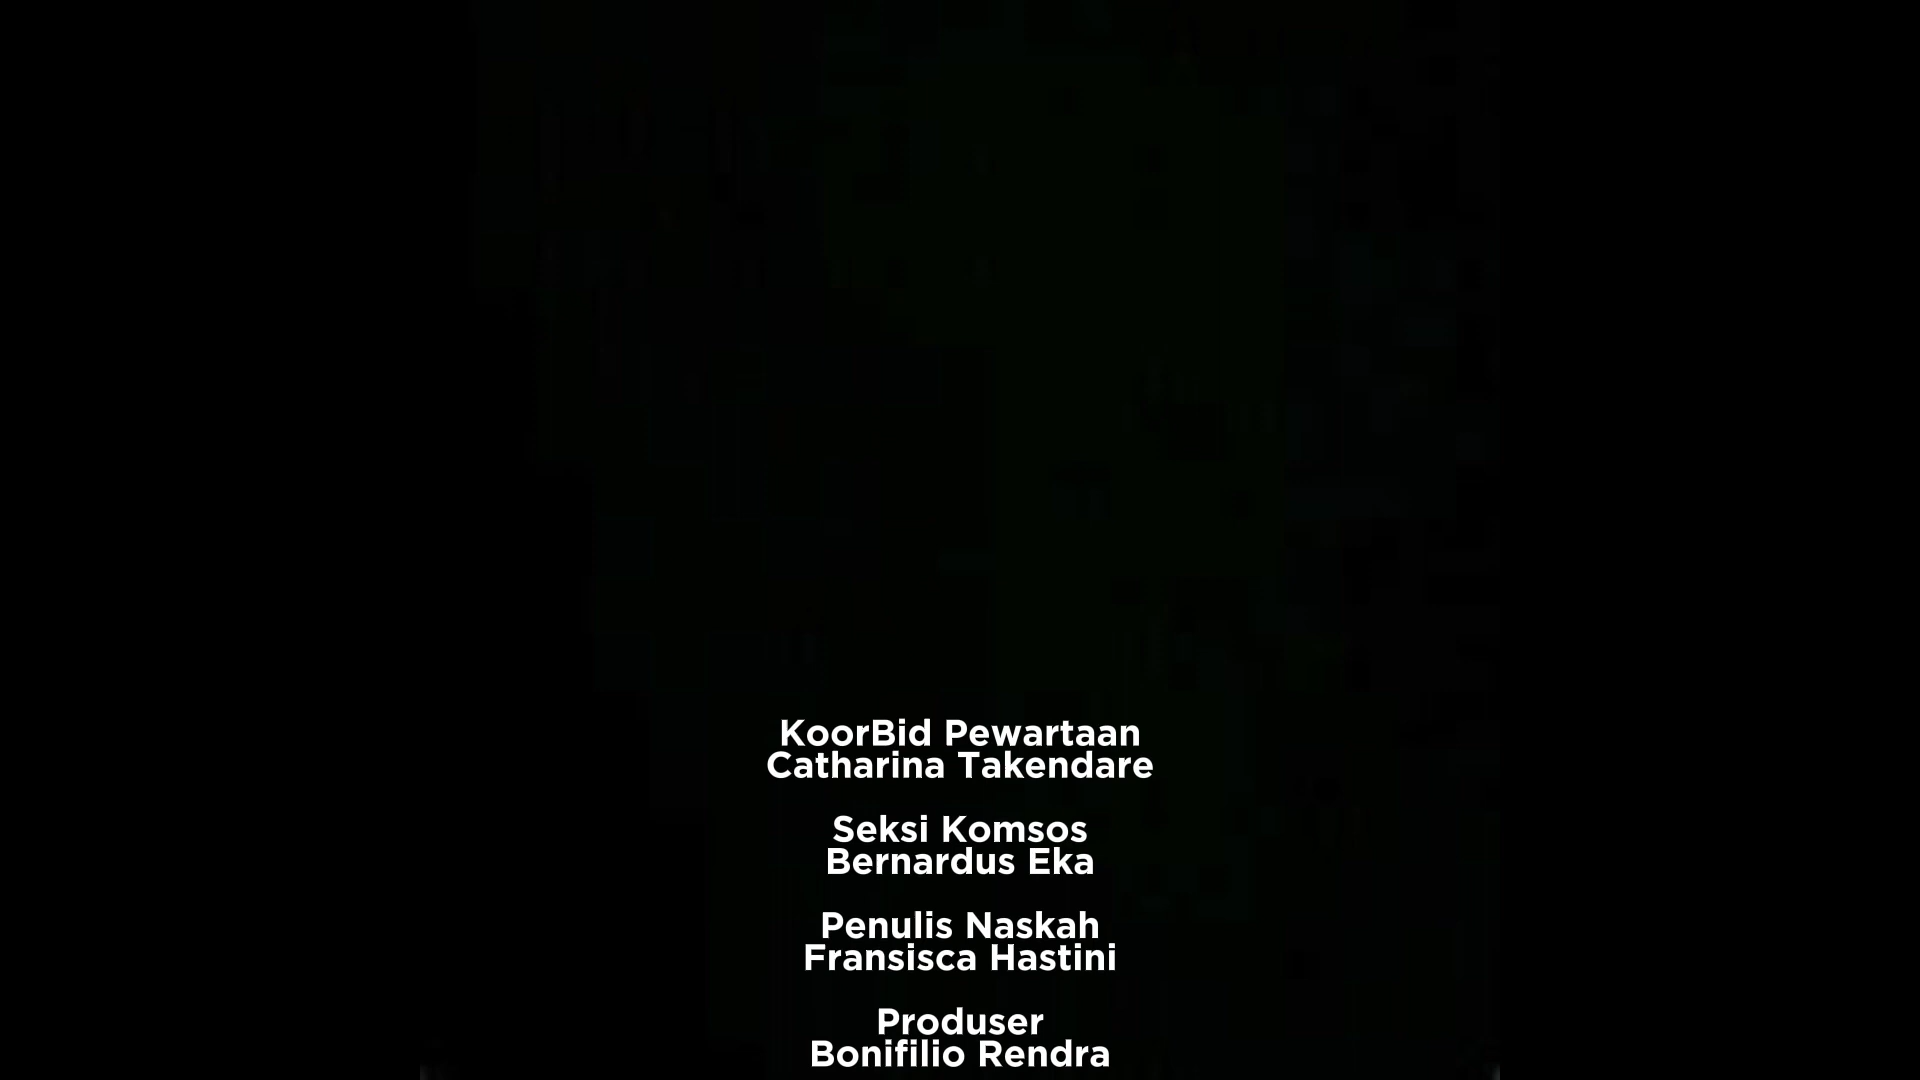 KoorBid Pewartaan
Catharina Takendare
Seksi Komsos
Bernardus Eka
Penulis Naskah
Fransisca Hastini
Produser
Bonifilio Rendra